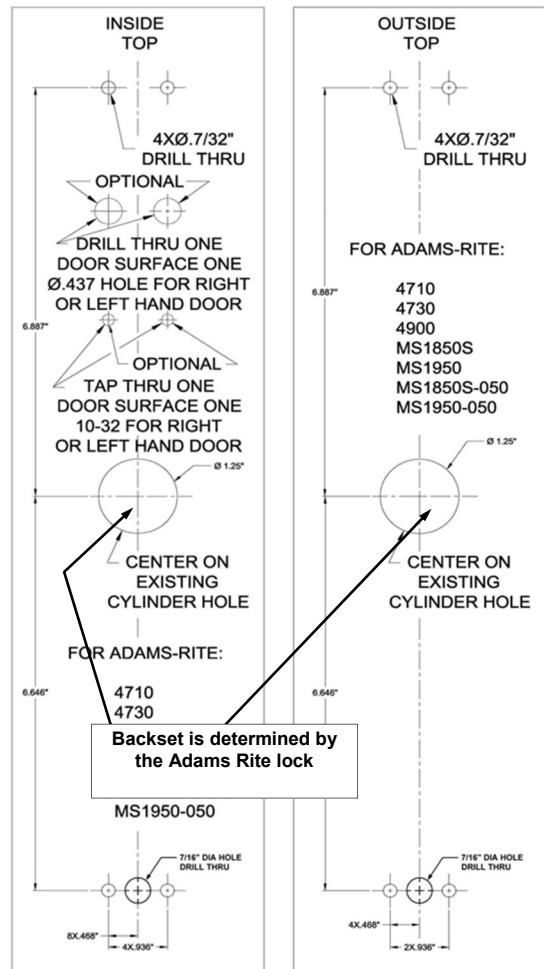 INSIDE
TOP
4XØ.7/32"
DRILL THRU
OPTIONAL
DRILL THRU ONE
DOOR SURFACE ONE
Ø.437 HOLE FOR RIGHT
OR LEFT HAND DOOR
6.887"
OPTIONAL
TAP THRU ONE
DOOR SURFACE ONE
10-32 FOR RIGHT
OR LEFT HAND DOOR
Ø 1.25"
CENTER ON
EXISTING
CYLINDER HOLE
FOR ADAMS-RITE:
6.646"
4710
4730
MS1950-050
7/16" DIA HOLE
DRILL THRU
8X.468"
4X.936"
OUTSIDE
TOP
4XØ.7/32"
DRILL THRU
FOR ADAMS-RITE:
6.887"
4710
4730
4900
MS1850S
MS1950
MS1850S-050
MS1950-050
Ø 1.25"
CENTER ON
EXISTING
CYLINDER HOLE
6.646"
7/16" DIA HOLE
DRILL THRU
4X.468"
2X.936"
Backset is determined by
the Adams Rite lock